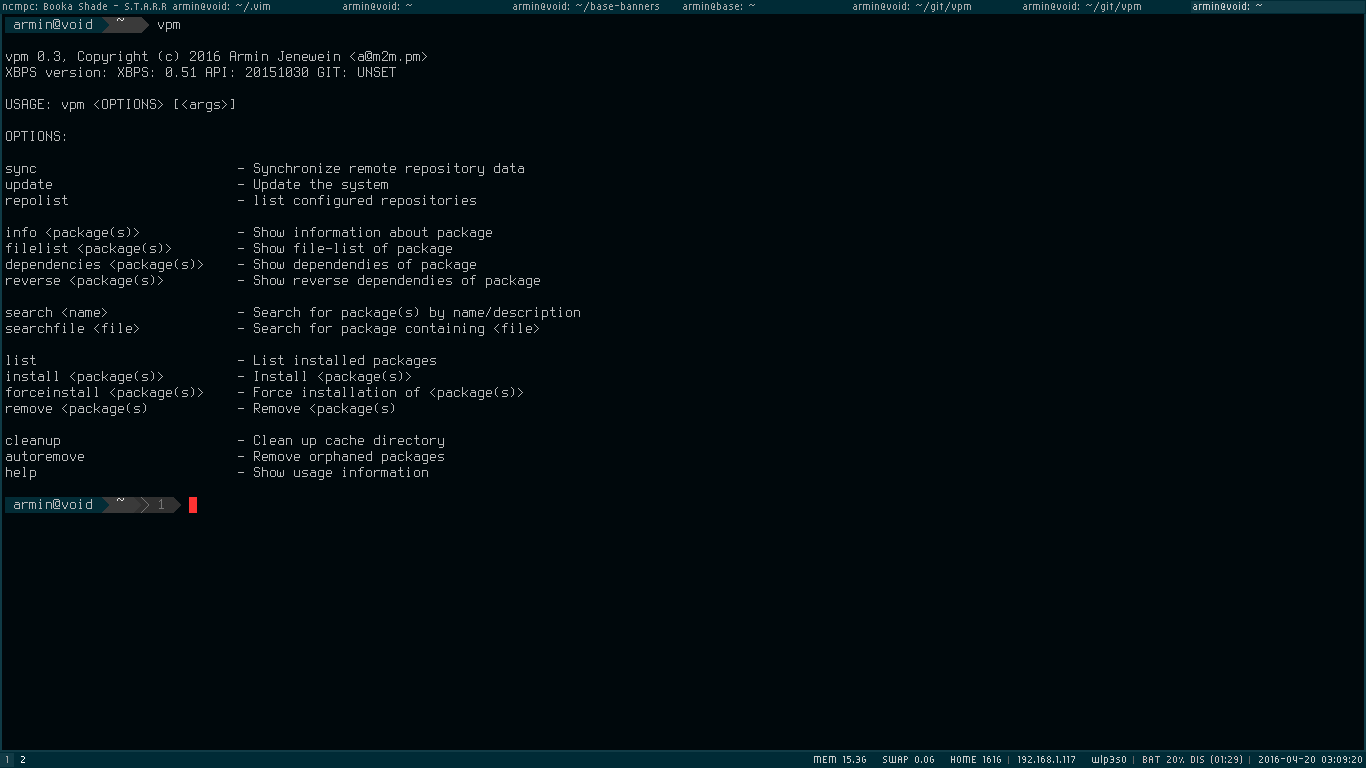 ncmpc: Booka Shade - S.T.A.R.R armin@void: ~/.vim armin@void: ~ armin@void: ~/base-banners armin@base: ~ armin@void: ~/git/vpm armin@void: ~/git/vpm armin@void: ~
armin@void ~ vpm
vpm 0.3, Copyright (c) 2016 Armin Jenewein <a@m2m.pm>
XBPS version: XBPS: 0.51 API: 20151030 GIT: UNSET
USAGE: vpm <OPTIONS> [<args>]
OPTIONS:
sync - Synchronize remote repository data
update - Update the system
repolist - list configured repositories
info <package(s)> - Show information about package
filelist <package(s)> - Show file-list of package
dependencies <package(s)> - Show dependendies of package
reverse <package(s)> - Show reverse dependendies of package
search <name> - Search for package(s) by name/description
searchfile <file> - Search for package containing <file>
list - List installed packages
install <package(s)> - Install <package(s)>
forceinstall <package(s)> - Force installation of <package(s)>
remove <package(s) - Remove <package(s)
cleanup - Clean up cache directory
autoremove - Remove orphaned packages
help - Show usage information
armin@void ~ 1
1 2 MEM 15.36 SWAP 0.06 HOME 161G | 192.168.1.117 wlp3s0 | BAT 20% DIS (01:29) | 2016-04-20 03:09:20